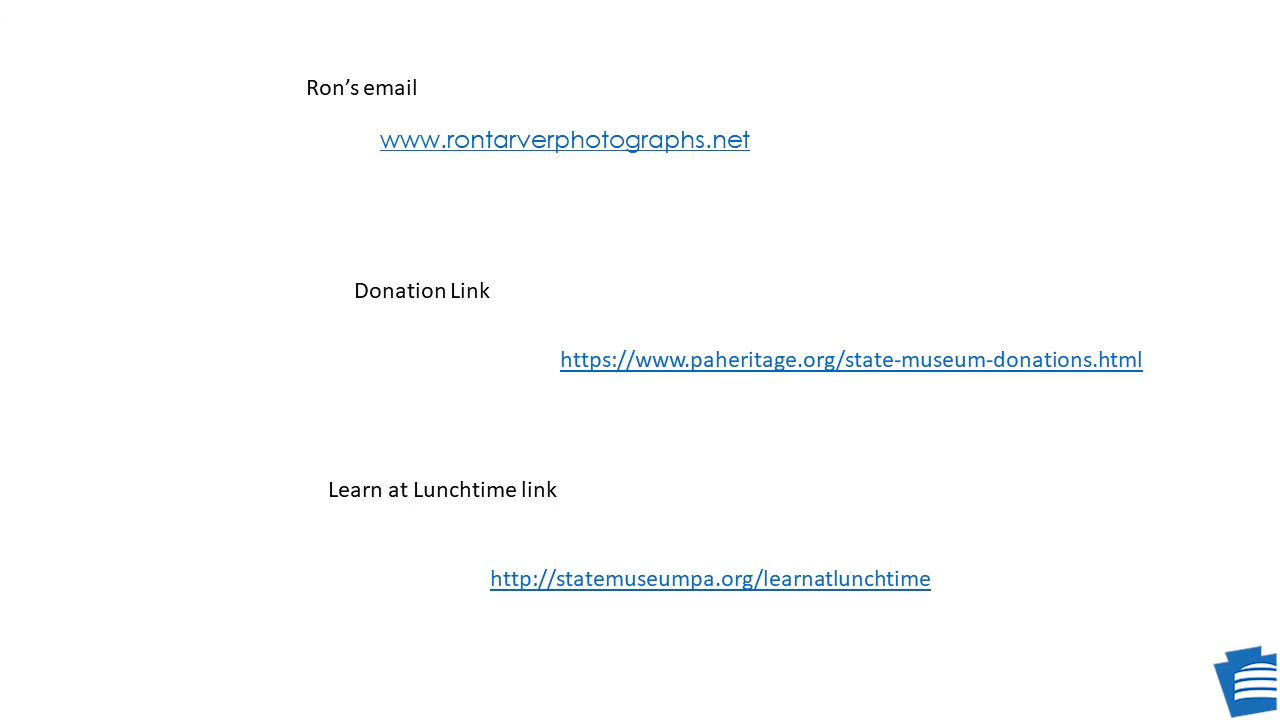 Ron’s email
www.rontarverphotographs.net
Donation Link
https://www.paheritage.org/state-museum-donations.html
Learn at Lunchtime link
http://statemuseumpa.org/learnatlunchtime